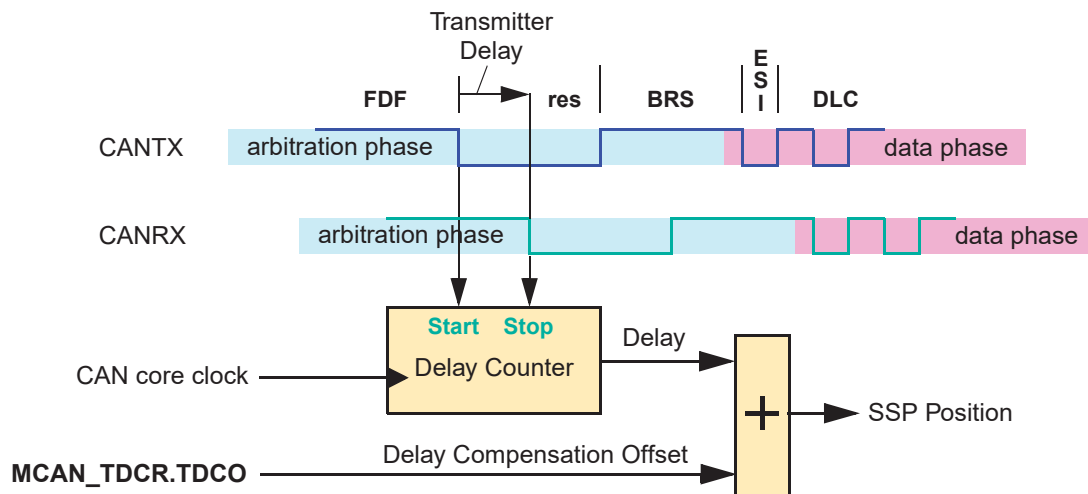 Transmitter
Delay
E
S
I
FDF
res
BRS
DLC
CANTX
arbitration phase
data phase
CANRX
arbitration phase
data phase
Start
Stop
Delay Counter
Delay
CAN core clock
+
SSP Position
Delay Compensation Offset
MCAN_TDCR.TDCO